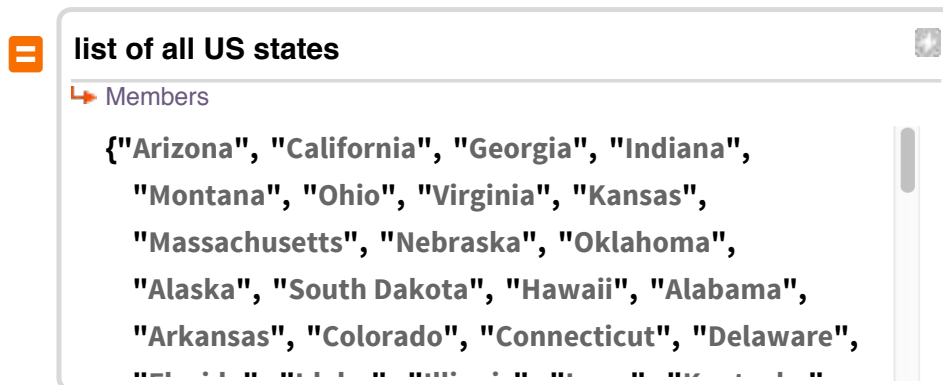 list of all US states
Members
{"Arizona", "California", "Georgia", "Indiana",
"Montana", "Ohio", "Virginia", "Kansas",
"Massachusetts", "Nebraska", "Oklahoma",
"Alaska", "South Dakota", "Hawaii", "Alabama",
"Arkansas", "Colorado", "Connecticut", "Delaware",